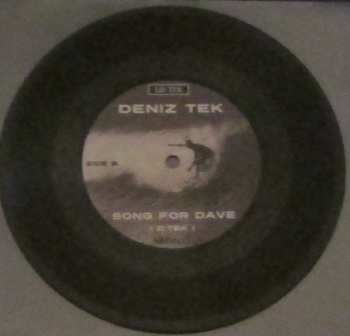 DENIZ TEK
SIDE
SONG FOR DAVE
( D. TEK )